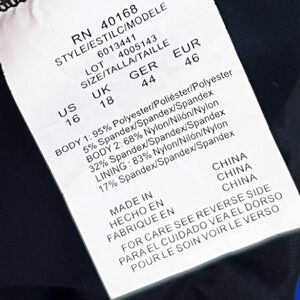 RN 40168
STYLE/ESTILC/MODELE
6013441
LOT 4005143
SIZE/TALLA/TAILLE
US UK GER EUR
16 18 44 46
BODY 1: 95% Polyester/Poliéster/Polyester
5% Spandex/Spandex/Spandex
BODY 2: 68% Nylon/Nilón/Nylon
32% Spandex/Spandex/Spandex
LINING : 83% Nylon/Nilón/Nylon
17% Spandex/Spandex/Spandex
MADE IN CHINA
HECHO EN CHINA
FABRIQUE EN CHINA
FOR CARE SEE REVERSE SIDE
PARA EL CUIDADO VEA EL DORSO
POUR LE SOIN VOIR LE VERSO